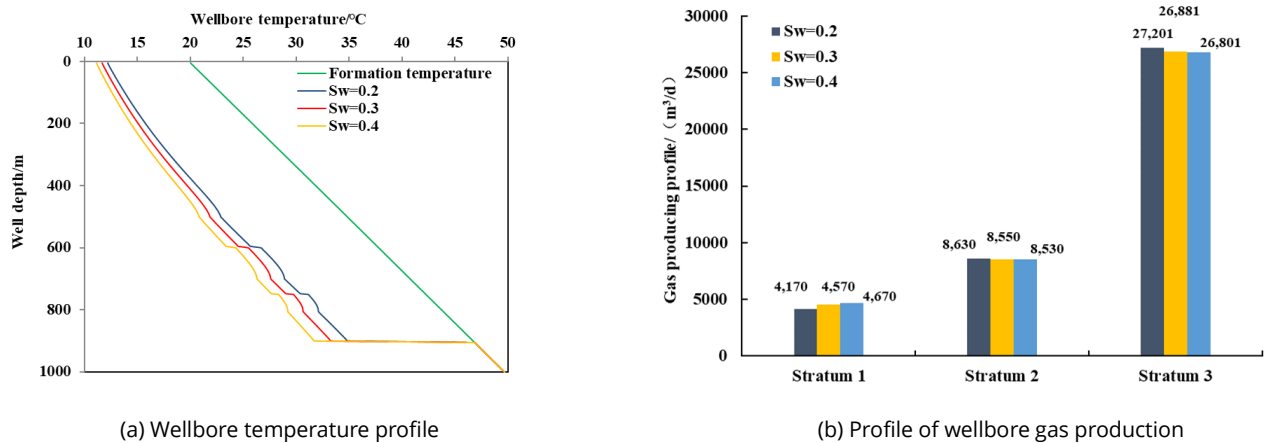 Wellbore temperature/°C
10 15 20 25 30 35 40 45 50
0
200
400
600
800
1000
Well depth/m
Formation temperature
Sw=0.2
Sw=0.3
Sw=0.4
(a) Wellbore temperature profile
30000
25000
20000
15000
10000
5000
0
Gas producing profile/（m³/d）
Sw=0.2
Sw=0.3
Sw=0.4
4,170 4,570 4,670
8,630 8,550 8,530
27,201 26,881 26,801
Stratum 1 Stratum 2 Stratum 3
(b) Profile of wellbore gas production